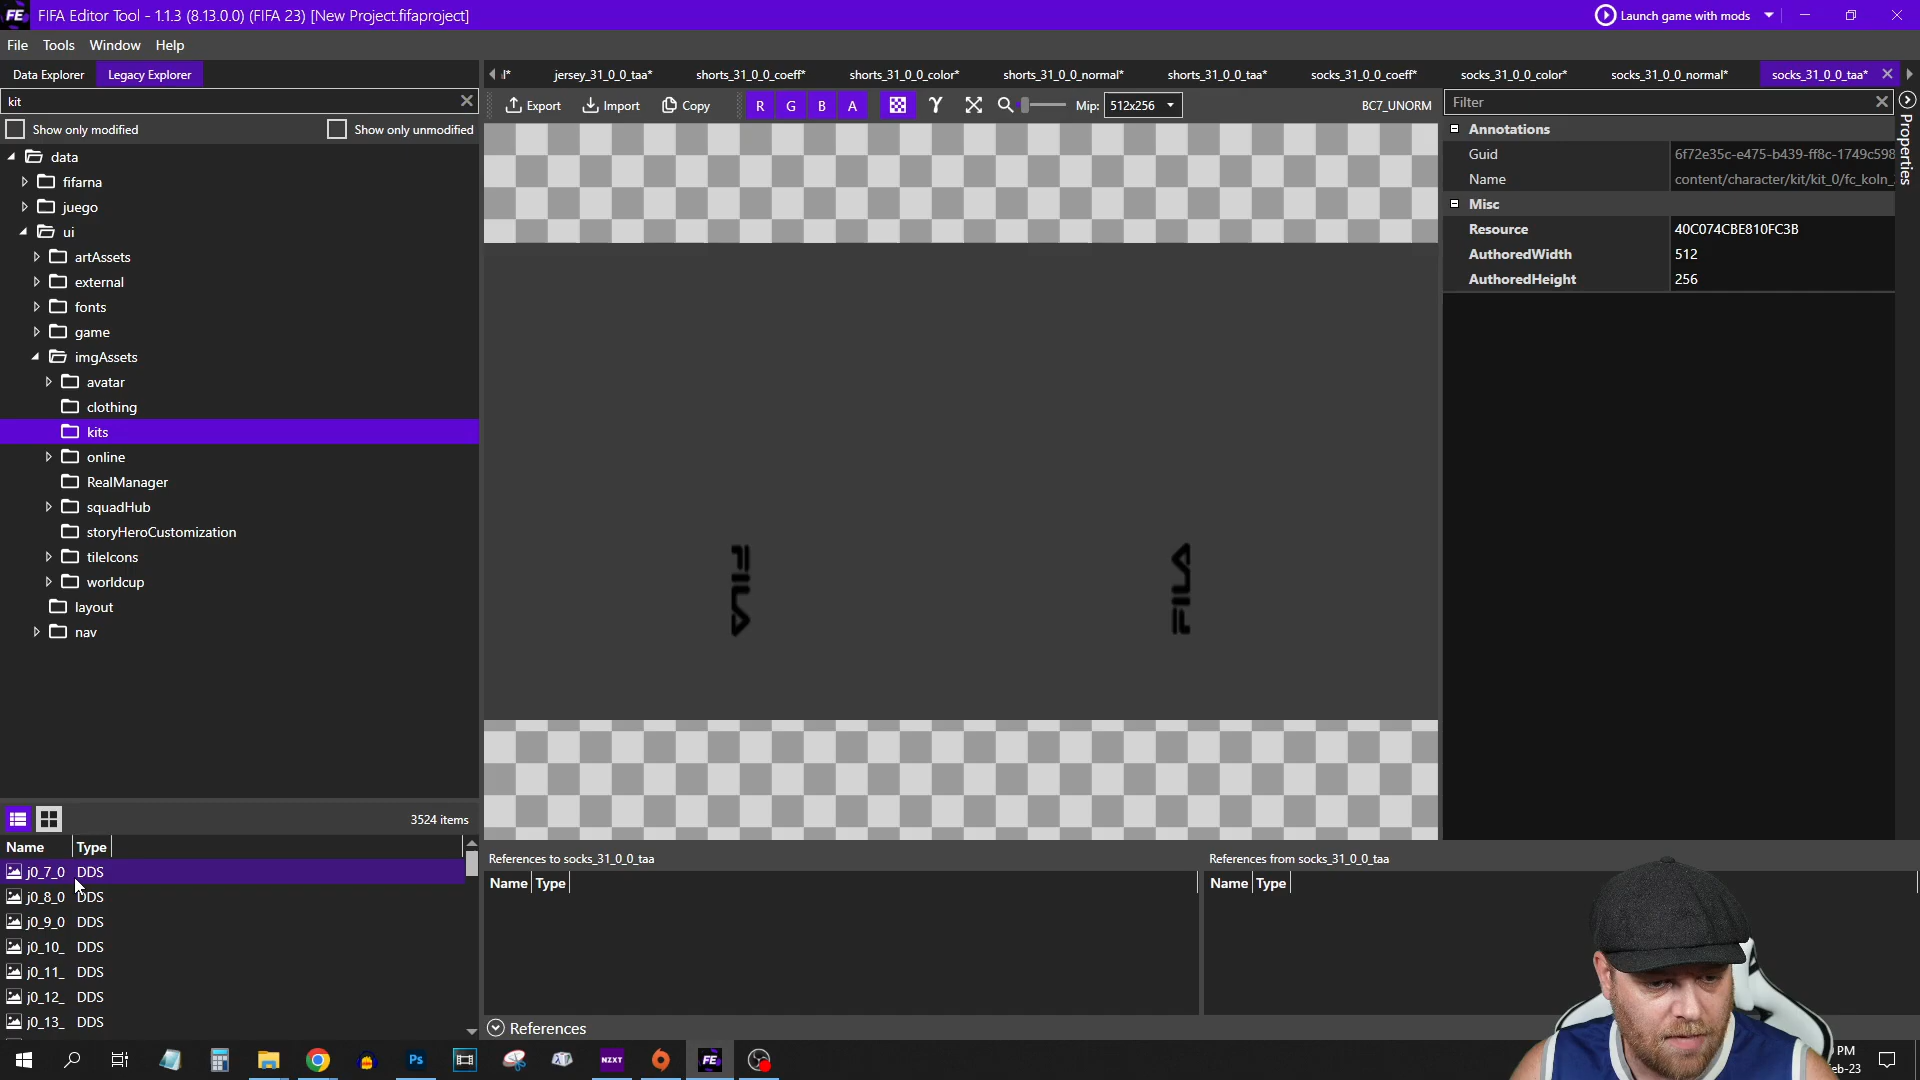 FE FIFA Editor Tool - 1.1.3 (8.13.0.0) (FIFA 23) [New Project.fifaproject]
Launch game with mods
File Tools Window Help
Data Explorer Legacy Explorer
jersey_31_0_0_taa* shorts_31_0_0_coeff* shorts_31_0_0_color* shorts_31_0_0_normal* shorts_31_0_0_taa* socks_31_0_0_coeff* socks_31_0_0_color* socks_31_0_0_normal* socks_31_0_0_taa*
kit
Export Import Copy R G B A Mip: 512x256 BC7_UNORM
Filter
Show only modified Show only unmodified
Properties
Annotations
Guid 6f72e35c-e475-b439-ff8c-1749c598
Name content/character/kit/kit_0/fc_koln_
Misc
Resource 40C074CBE810FC3B
AuthoredWidth 512
AuthoredHeight 256
data
fifarna
juego
ui
artAssets
external
fonts
game
imgAssets
avatar
clothing
kits
online
RealManager
squadHub
storyHeroCustomization
tileIcons
worldcup
layout
nav
FILA FILA
3524 items
Name Type
j0_7_0 DDS
j0_8_0 DDS
j0_9_0 DDS
j0_10_ DDS
j0_11_ DDS
j0_12_ DDS
j0_13_ DDS
References to socks_31_0_0_taa
Name Type
References from socks_31_0_0_taa
Name Type
References
Ps NZXT FE
PM
eb-23